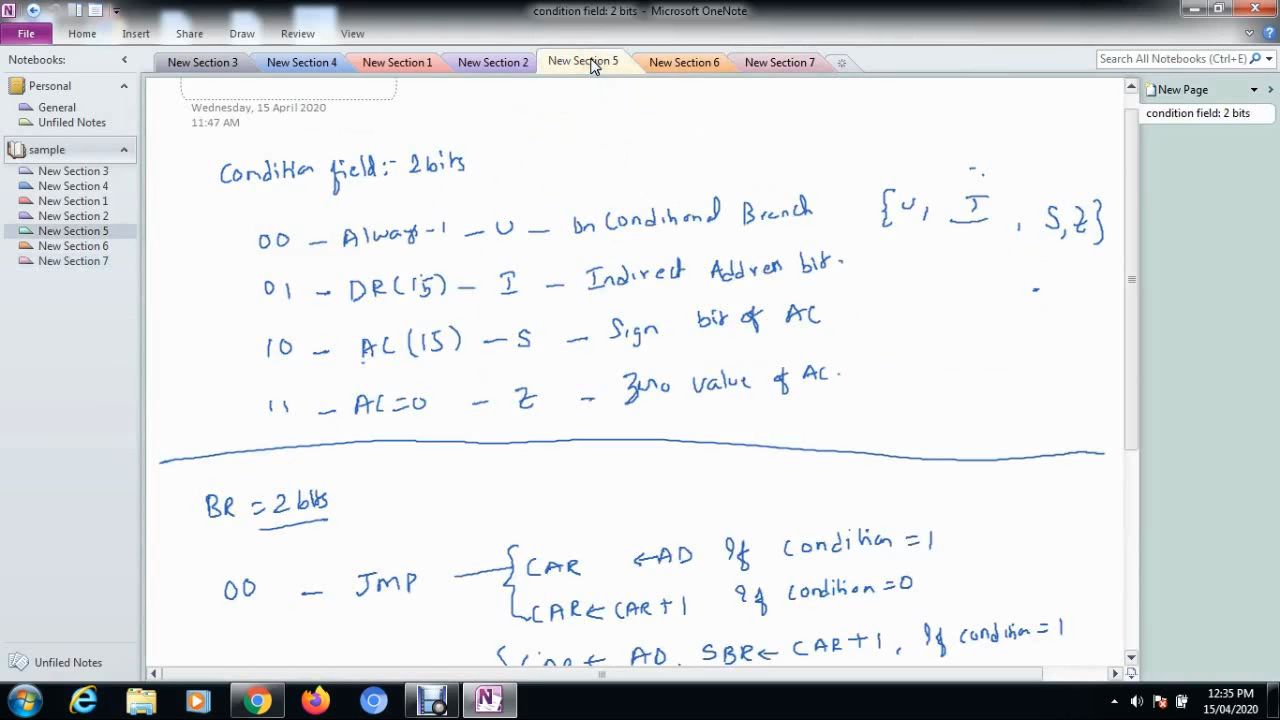 condition field: 2 bits - Microsoft OneNote
File Home Insert Share Draw Review View
Notebooks:
New Section 3 New Section 4 New Section 1 New Section 2 New Section 5 New Section 6 New Section 7
Search All Notebooks (Ctrl+E)
Personal
General
Unfiled Notes
sample
New Section 3
New Section 4
New Section 1
New Section 2
New Section 5
New Section 6
New Section 7
Unfiled Notes
New Page
condition field: 2 bits
Wednesday, 15 April 2020
11:47 AM
Condition field:- 2 bits
00 - Always-1 - U - Un Conditional Branch {U, I, S, Z}
01 - DR(15) - I - Indirect Address bit.
10 - AC(15) - S - Sign bit of AC
11 - AC=0 - Z - Zero value of AC.
BR = 2 bits
00 - JMP { CAR ← AD If condition = 1
CAR ← CAR+1 If condition = 0
← AD, SBR ← CAR+1, If condition = 1
12:35 PM
15/04/2020